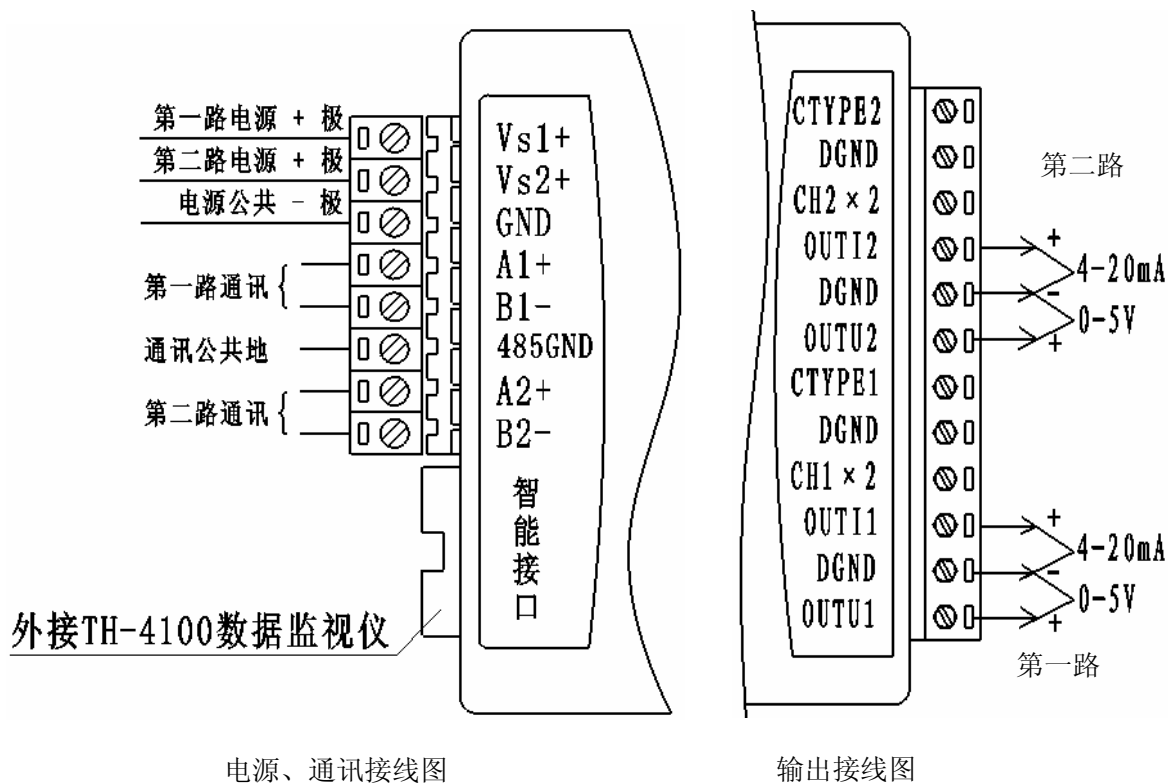 第一路电源 + 极
第二路电源 + 极
电源公共 - 极
第一路通讯 {
通讯公共地
第二路通讯 {
Vs1+
Vs2+
GND
A1+
B1-
485GND
A2+
B2-
智
能
接
口
外接TH-4100数据监视仪
电源、通讯接线图
CTYPE2
DGND
CH2×2
OUTI2
DGND
OUTU2
CTYPE1
DGND
CH1×2
OUTI1
DGND
OUTU1
第二路
+
4-20mA
-
0-5V
+
+
4-20mA
-
0-5V
+
第一路
输出接线图